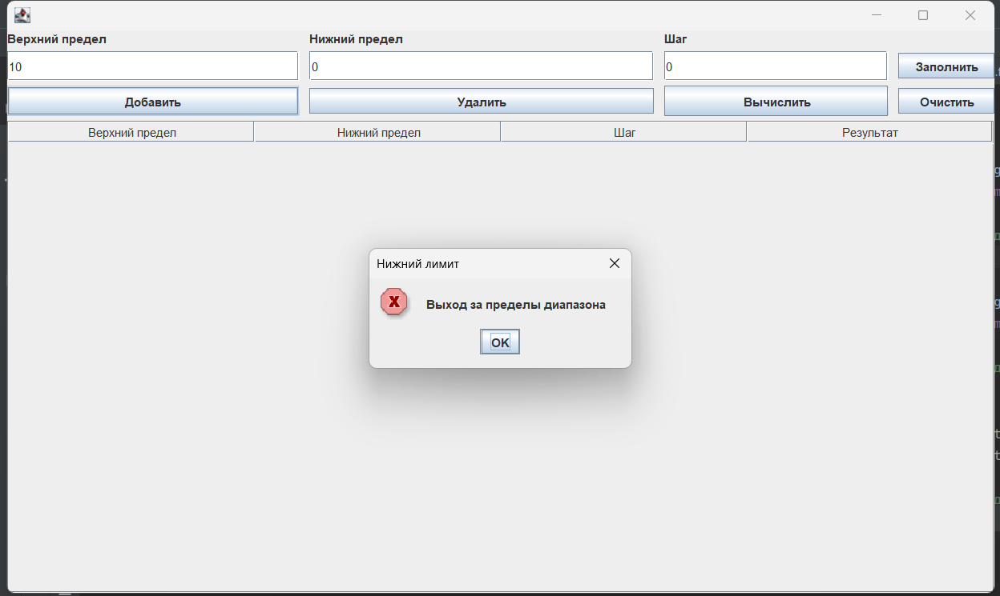 Верхний предел
Нижний предел
Шаг
10
0
0
Заполнить
Добавить
Удалить
Вычислить
Очистить
Верхний предел
Нижний предел
Шаг
Результат
Нижний лимит
X
Выход за пределы диапазона
OK